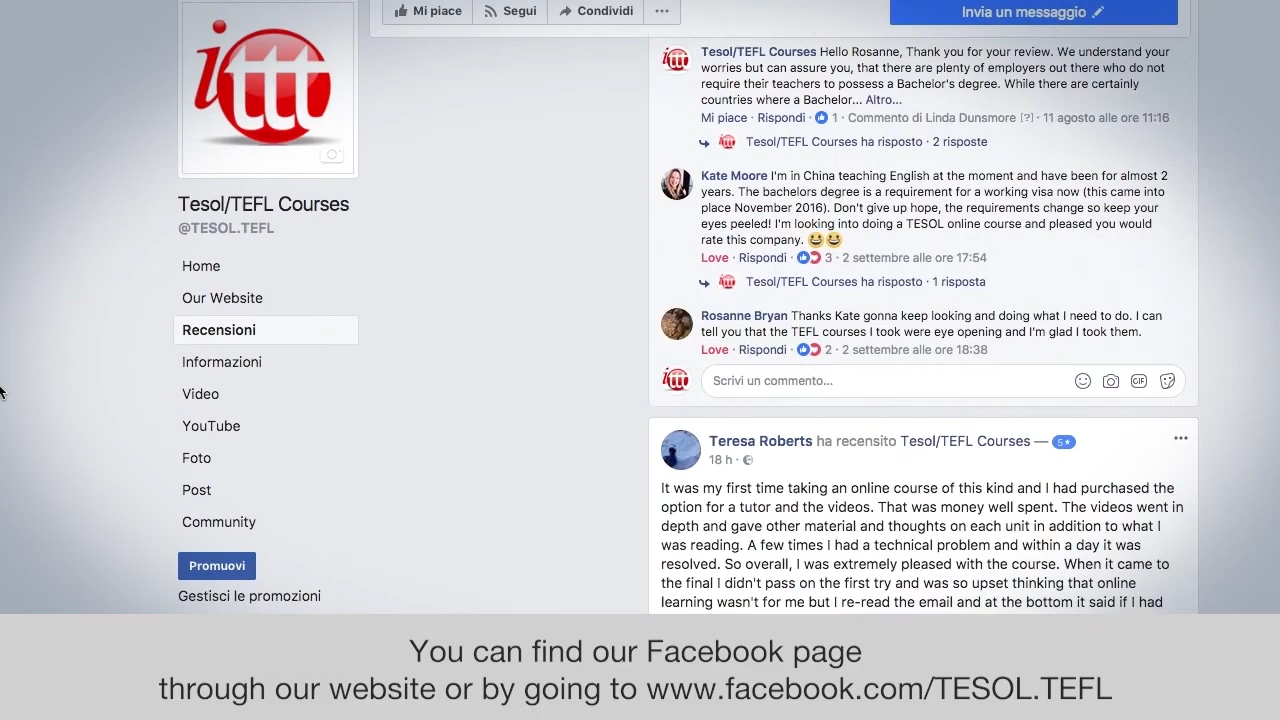 Mi piace
Segui
Condividi
Invia un messaggio
ittt
Tesol/TEFL Courses
@TESOL.TEFL
Home
Our Website
Recensioni
Informazioni
Video
YouTube
Foto
Post
Community
Promuovi
Gestisci le promozioni
Tesol/TEFL Courses Hello Rosanne, Thank you for your review. We understand your
worries but can assure you, that there are plenty of employers out there who do not
require their teachers to possess a Bachelor's degree. While there are certainly
countries where a Bachelor... Altro...
Mi piace · Rispondi · 1 · Commento di Linda Dunsmore [?] · 11 agosto alle ore 11:16
Tesol/TEFL Courses ha risposto · 2 risposte
Kate Moore I'm in China teaching English at the moment and have been for almost 2
years. The bachelors degree is a requirement for a working visa now (this came into
place November 2016). Don't give up hope, the requirements change so keep your
eyes peeled! I'm looking into doing a TESOL online course and pleased you would
rate this company. 😀😀
Love · Rispondi · 3 · 2 settembre alle ore 17:54
Tesol/TEFL Courses ha risposto · 1 risposta
Rosanne Bryan Thanks Kate gonna keep looking and doing what I need to do. I can
tell you that the TEFL courses I took were eye opening and I'm glad I took them.
Love · Rispondi · 2 · 2 settembre alle ore 18:38
Scrivi un commento...
GIF
Teresa Roberts ha recensito Tesol/TEFL Courses — 5★
18 h ·
It was my first time taking an online course of this kind and I had purchased the
option for a tutor and the videos. That was money well spent. The videos went in
depth and gave other material and thoughts on each unit in addition to what I
was reading. A few times I had a technical problem and within a day it was
resolved. So overall, I was extremely pleased with the course. When it came to
the final I didn't pass on the first try and was so upset thinking that online
learning wasn't for me but I re-read the email and at the bottom it said if I had
You can find our Facebook page
through our website or by going to www.facebook.com/TESOL.TEFL